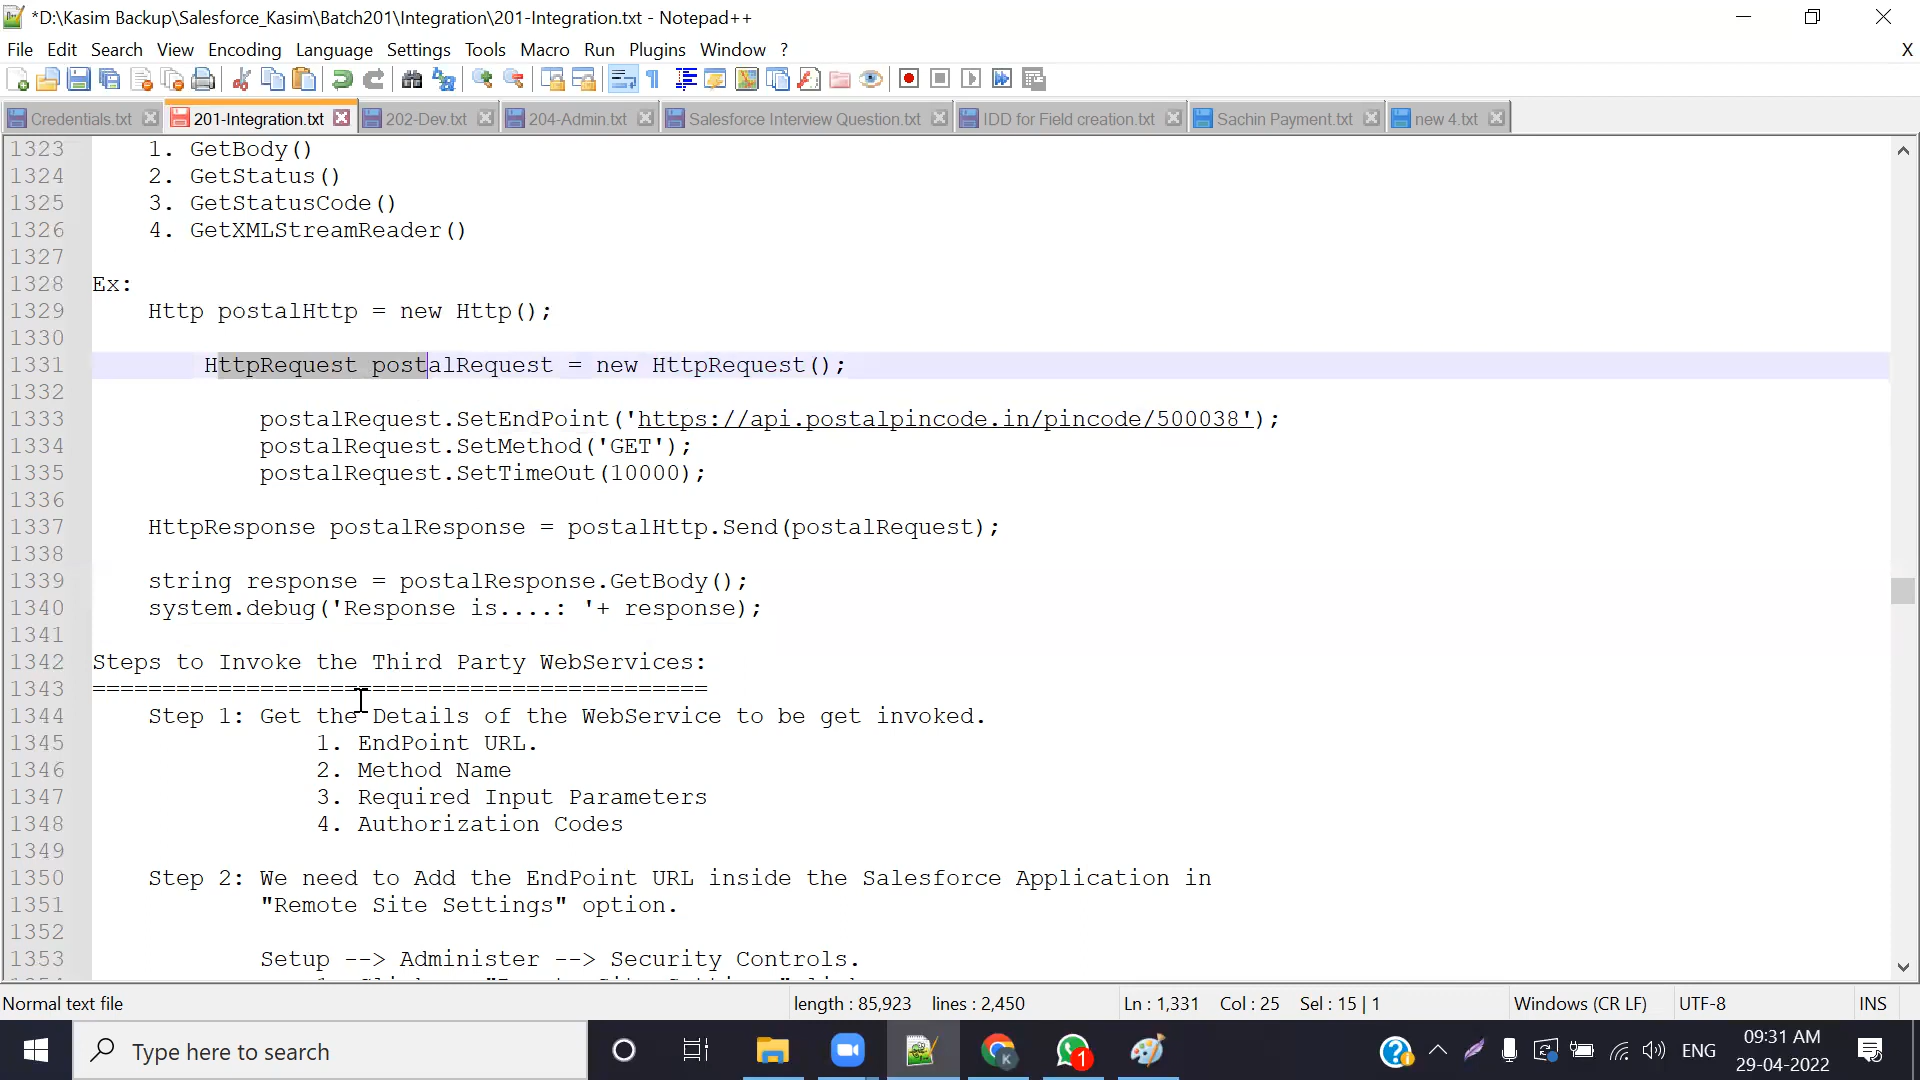 *D:\Kasim Backup\Salesforce_Kasim\Batch201\Integration\201-Integration.txt - Notepad++
File Edit Search View Encoding Language Settings Tools Macro Run Plugins Window ? X
Credentials.txt 201-Integration.txt 202-Dev.txt 204-Admin.txt Salesforce Interview Question.txt IDD for Field creation.txt Sachin Payment.txt new 4.txt
1323 1. GetBody()
1324 2. GetStatus()
1325 3. GetStatusCode()
1326 4. GetXMLStreamReader()
1327
1328 Ex:
1329 Http postalHttp = new Http();
1330
1331 HttpRequest postalRequest = new HttpRequest();
1332
1333 postalRequest.SetEndPoint('https://api.postalpincode.in/pincode/500038');
1334 postalRequest.SetMethod('GET');
1335 postalRequest.SetTimeOut(10000);
1336
1337 HttpResponse postalResponse = postalHttp.Send(postalRequest);
1338
1339 string response = postalResponse.GetBody();
1340 system.debug('Response is....: '+ response);
1341
1342 Steps to Invoke the Third Party WebServices:
1343 ============================================
1344 Step 1: Get the Details of the WebService to be get invoked.
1345 1. EndPoint URL.
1346 2. Method Name
1347 3. Required Input Parameters
1348 4. Authorization Codes
1349
1350 Step 2: We need to Add the EndPoint URL inside the Salesforce Application in
1351 "Remote Site Settings" option.
1352
1353 Setup --> Administer --> Security Controls.
Normal text file length : 85,923 lines : 2,450 Ln : 1,331 Col : 25 Sel : 15 | 1 Windows (CR LF) UTF-8 INS
Type here to search K 1 ENG 09:31 AM
29-04-2022